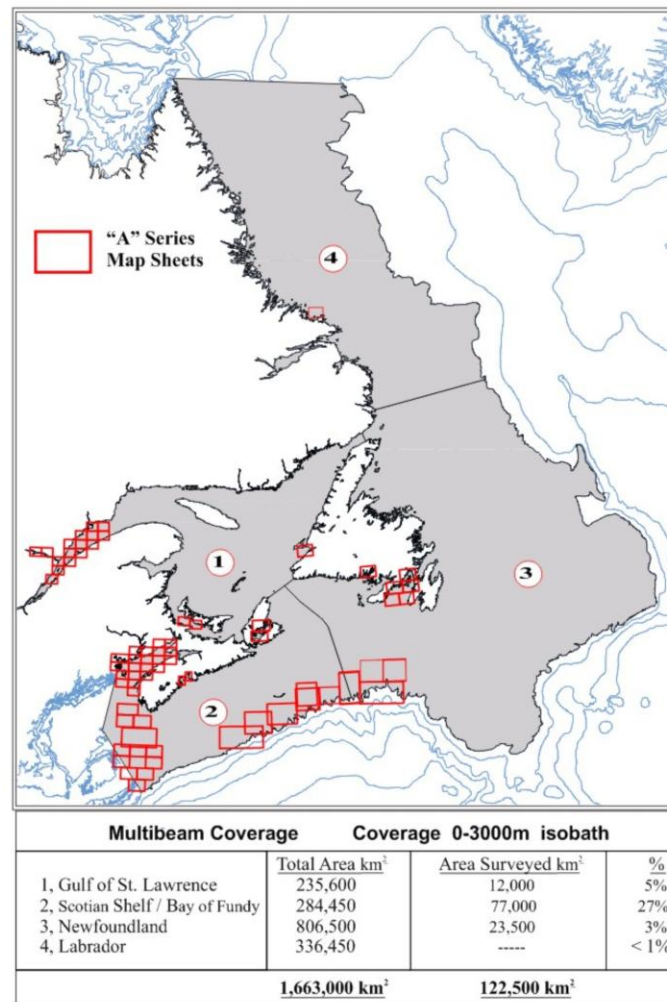 4
"A" Series
Map Sheets
1
3
2
Multibeam Coverage Coverage 0-3000m isobath
Total Area km² Area Surveyed km² %
1, Gulf of St. Lawrence 235,600 12,000 5%
2, Scotian Shelf / Bay of Fundy 284,450 77,000 27%
3, Newfoundland 806,500 23,500 3%
4, Labrador 336,450 ----- < 1%
1,663,000 km² 122,500 km²